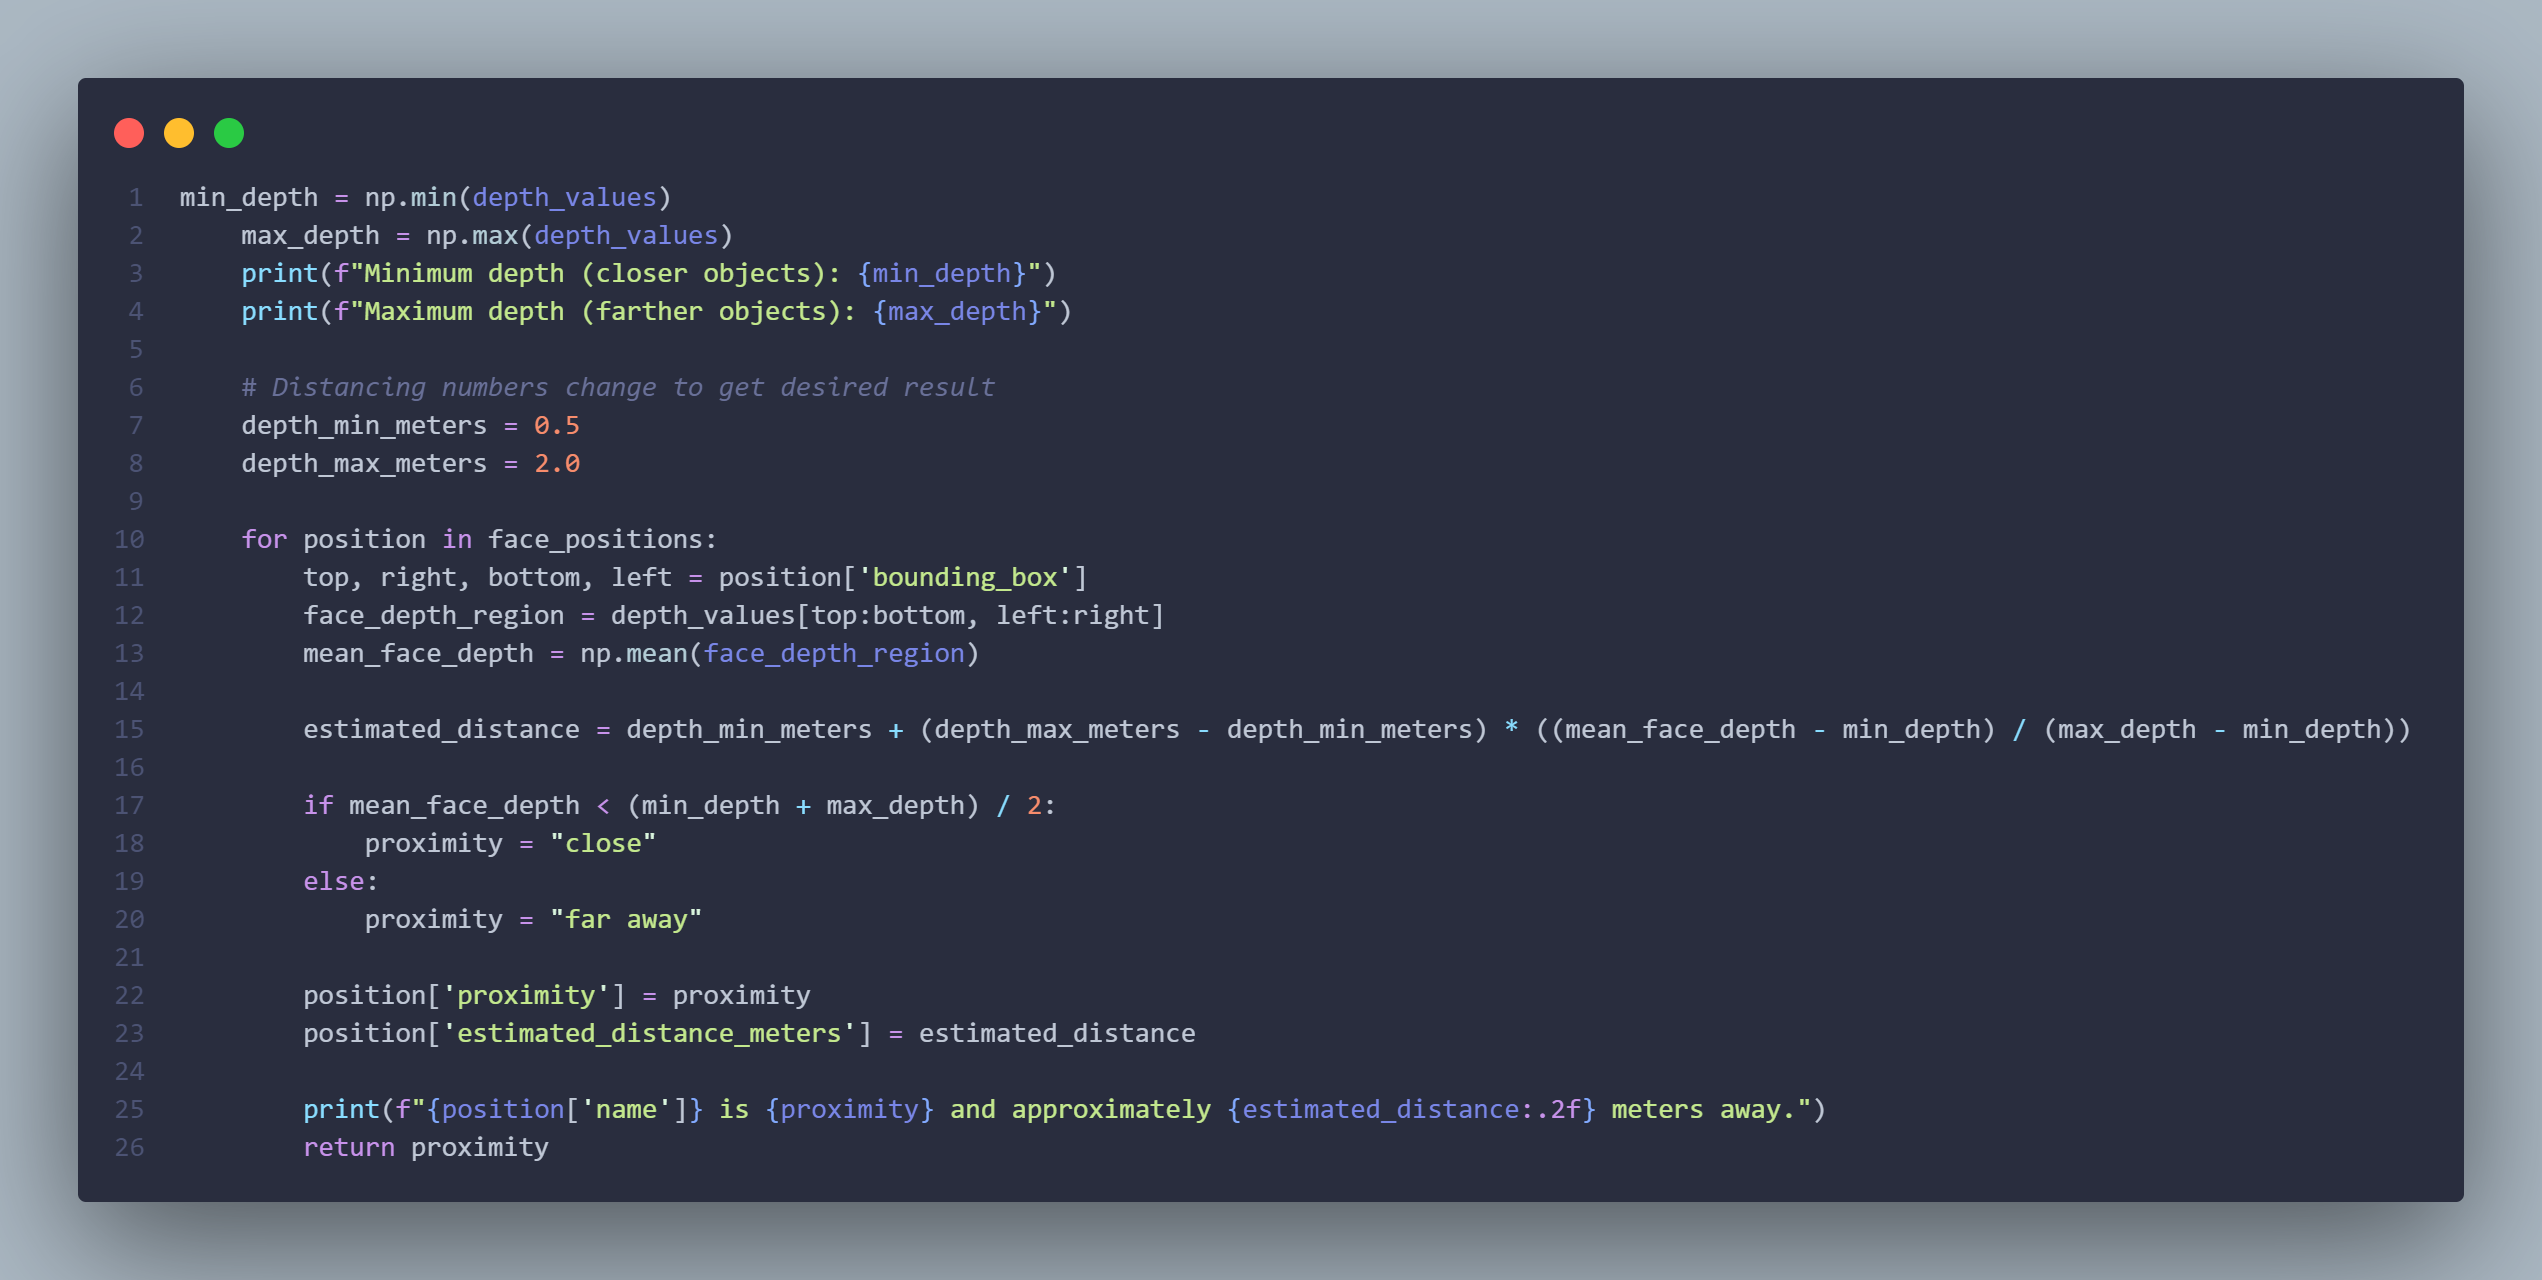 1 min_depth = np.min(depth_values)
2     max_depth = np.max(depth_values)
3     print(f"Minimum depth (closer objects): {min_depth}")
4     print(f"Maximum depth (farther objects): {max_depth}")
5
6     # Distancing numbers change to get desired result
7     depth_min_meters = 0.5
8     depth_max_meters = 2.0
9
10     for position in face_positions:
11         top, right, bottom, left = position['bounding_box']
12         face_depth_region = depth_values[top:bottom, left:right]
13         mean_face_depth = np.mean(face_depth_region)
14
15         estimated_distance = depth_min_meters + (depth_max_meters - depth_min_meters) * ((mean_face_depth - min_depth) / (max_depth - min_depth))
16
17         if mean_face_depth < (min_depth + max_depth) / 2:
18             proximity = "close"
19         else:
20             proximity = "far away"
21
22         position['proximity'] = proximity
23         position['estimated_distance_meters'] = estimated_distance
24
25         print(f"{position['name']} is {proximity} and approximately {estimated_distance:.2f} meters away.")
26         return proximity